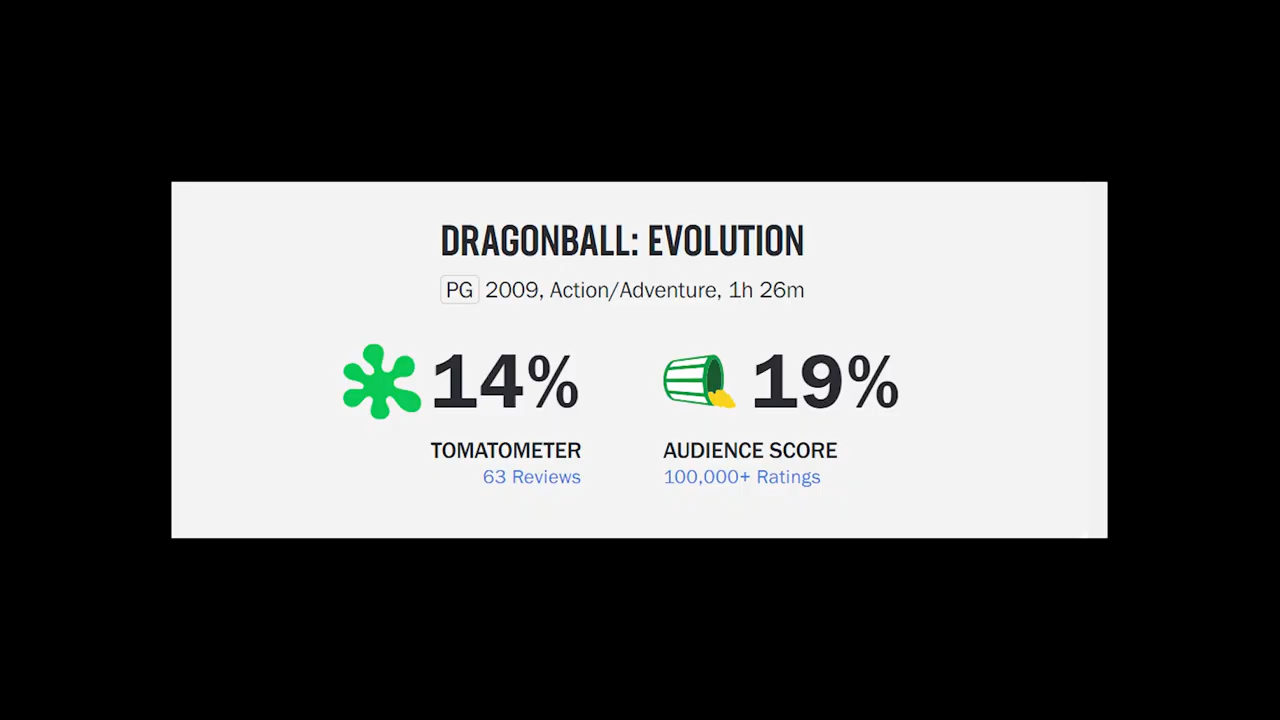 DRAGONBALL: EVOLUTION
PG 2009, Action/Adventure, 1h 26m
14% 19%
TOMATOMETER AUDIENCE SCORE
63 Reviews 100,000+ Ratings